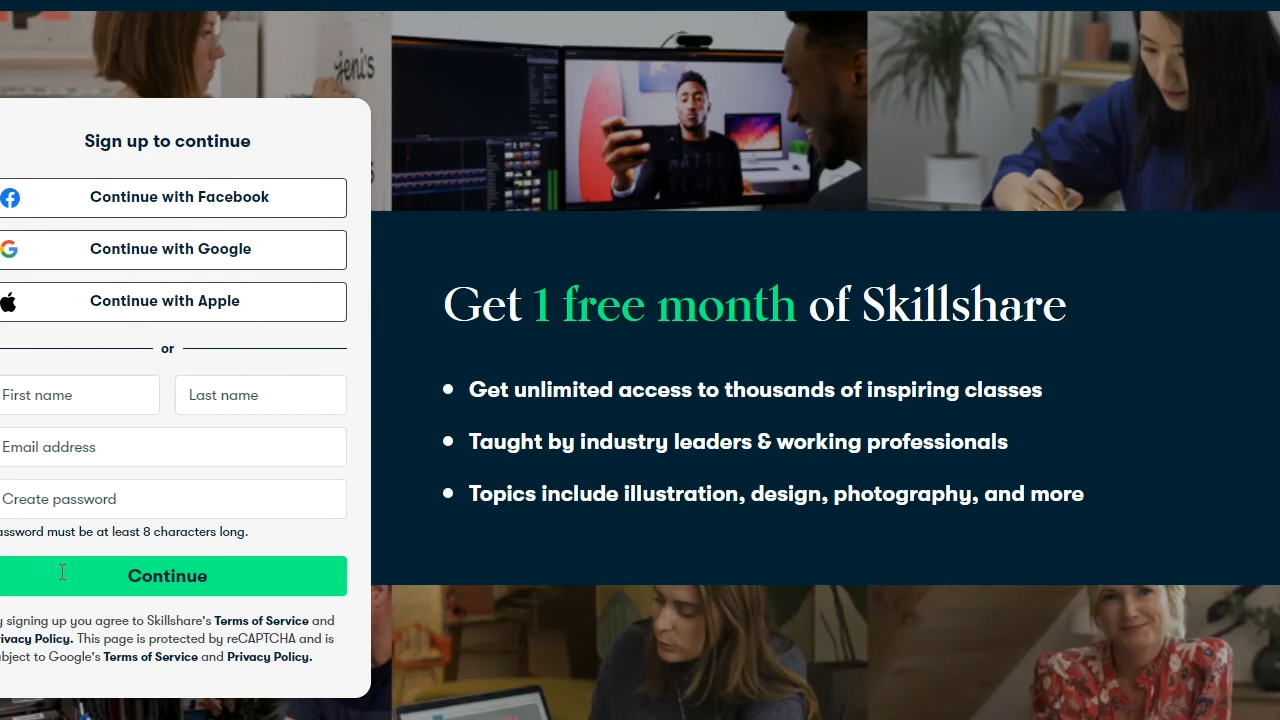 jeni's
Sign up to continue
Continue with Facebook
Continue with Google
Continue with Apple
or
First name
Last name
Email address
Create password
assword must be at least 8 characters long.
Continue
y signing up you agree to Skillshare's Terms of Service and
ivacy Policy. This page is protected by reCAPTCHA and is
bject to Google's Terms of Service and Privacy Policy.
Get 1 free month of Skillshare
Get unlimited access to thousands of inspiring classes
Taught by industry leaders & working professionals
Topics include illustration, design, photography, and more